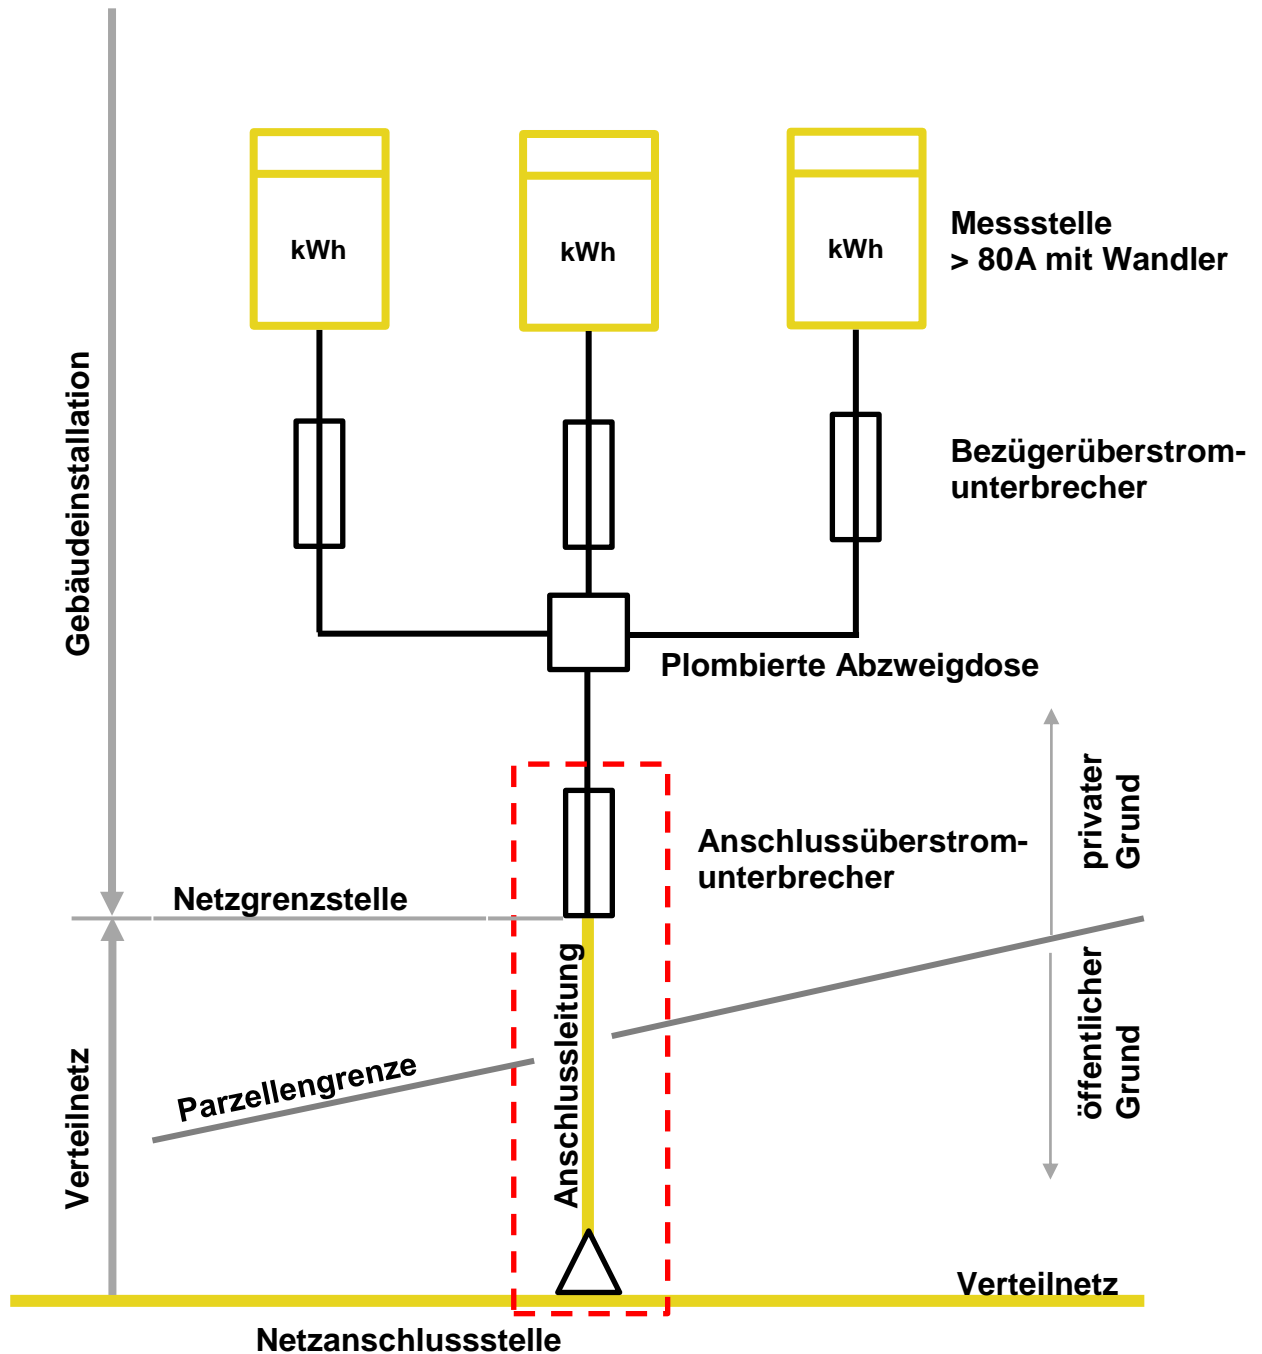 kWh
kWh
kWh
Messstelle
> 80A mit Wandler
Gebäudeinstallation
Bezügerüberstrom-
unterbrecher
Plombierte Abzweigdose
privater
Grund
Anschlussüberstrom-
unterbrecher
Netzgrenzstelle
Anschlussleitung
öffentlicher
Grund
Parzellengrenze
Verteilnetz
Verteilnetz
Netzanschlussstelle